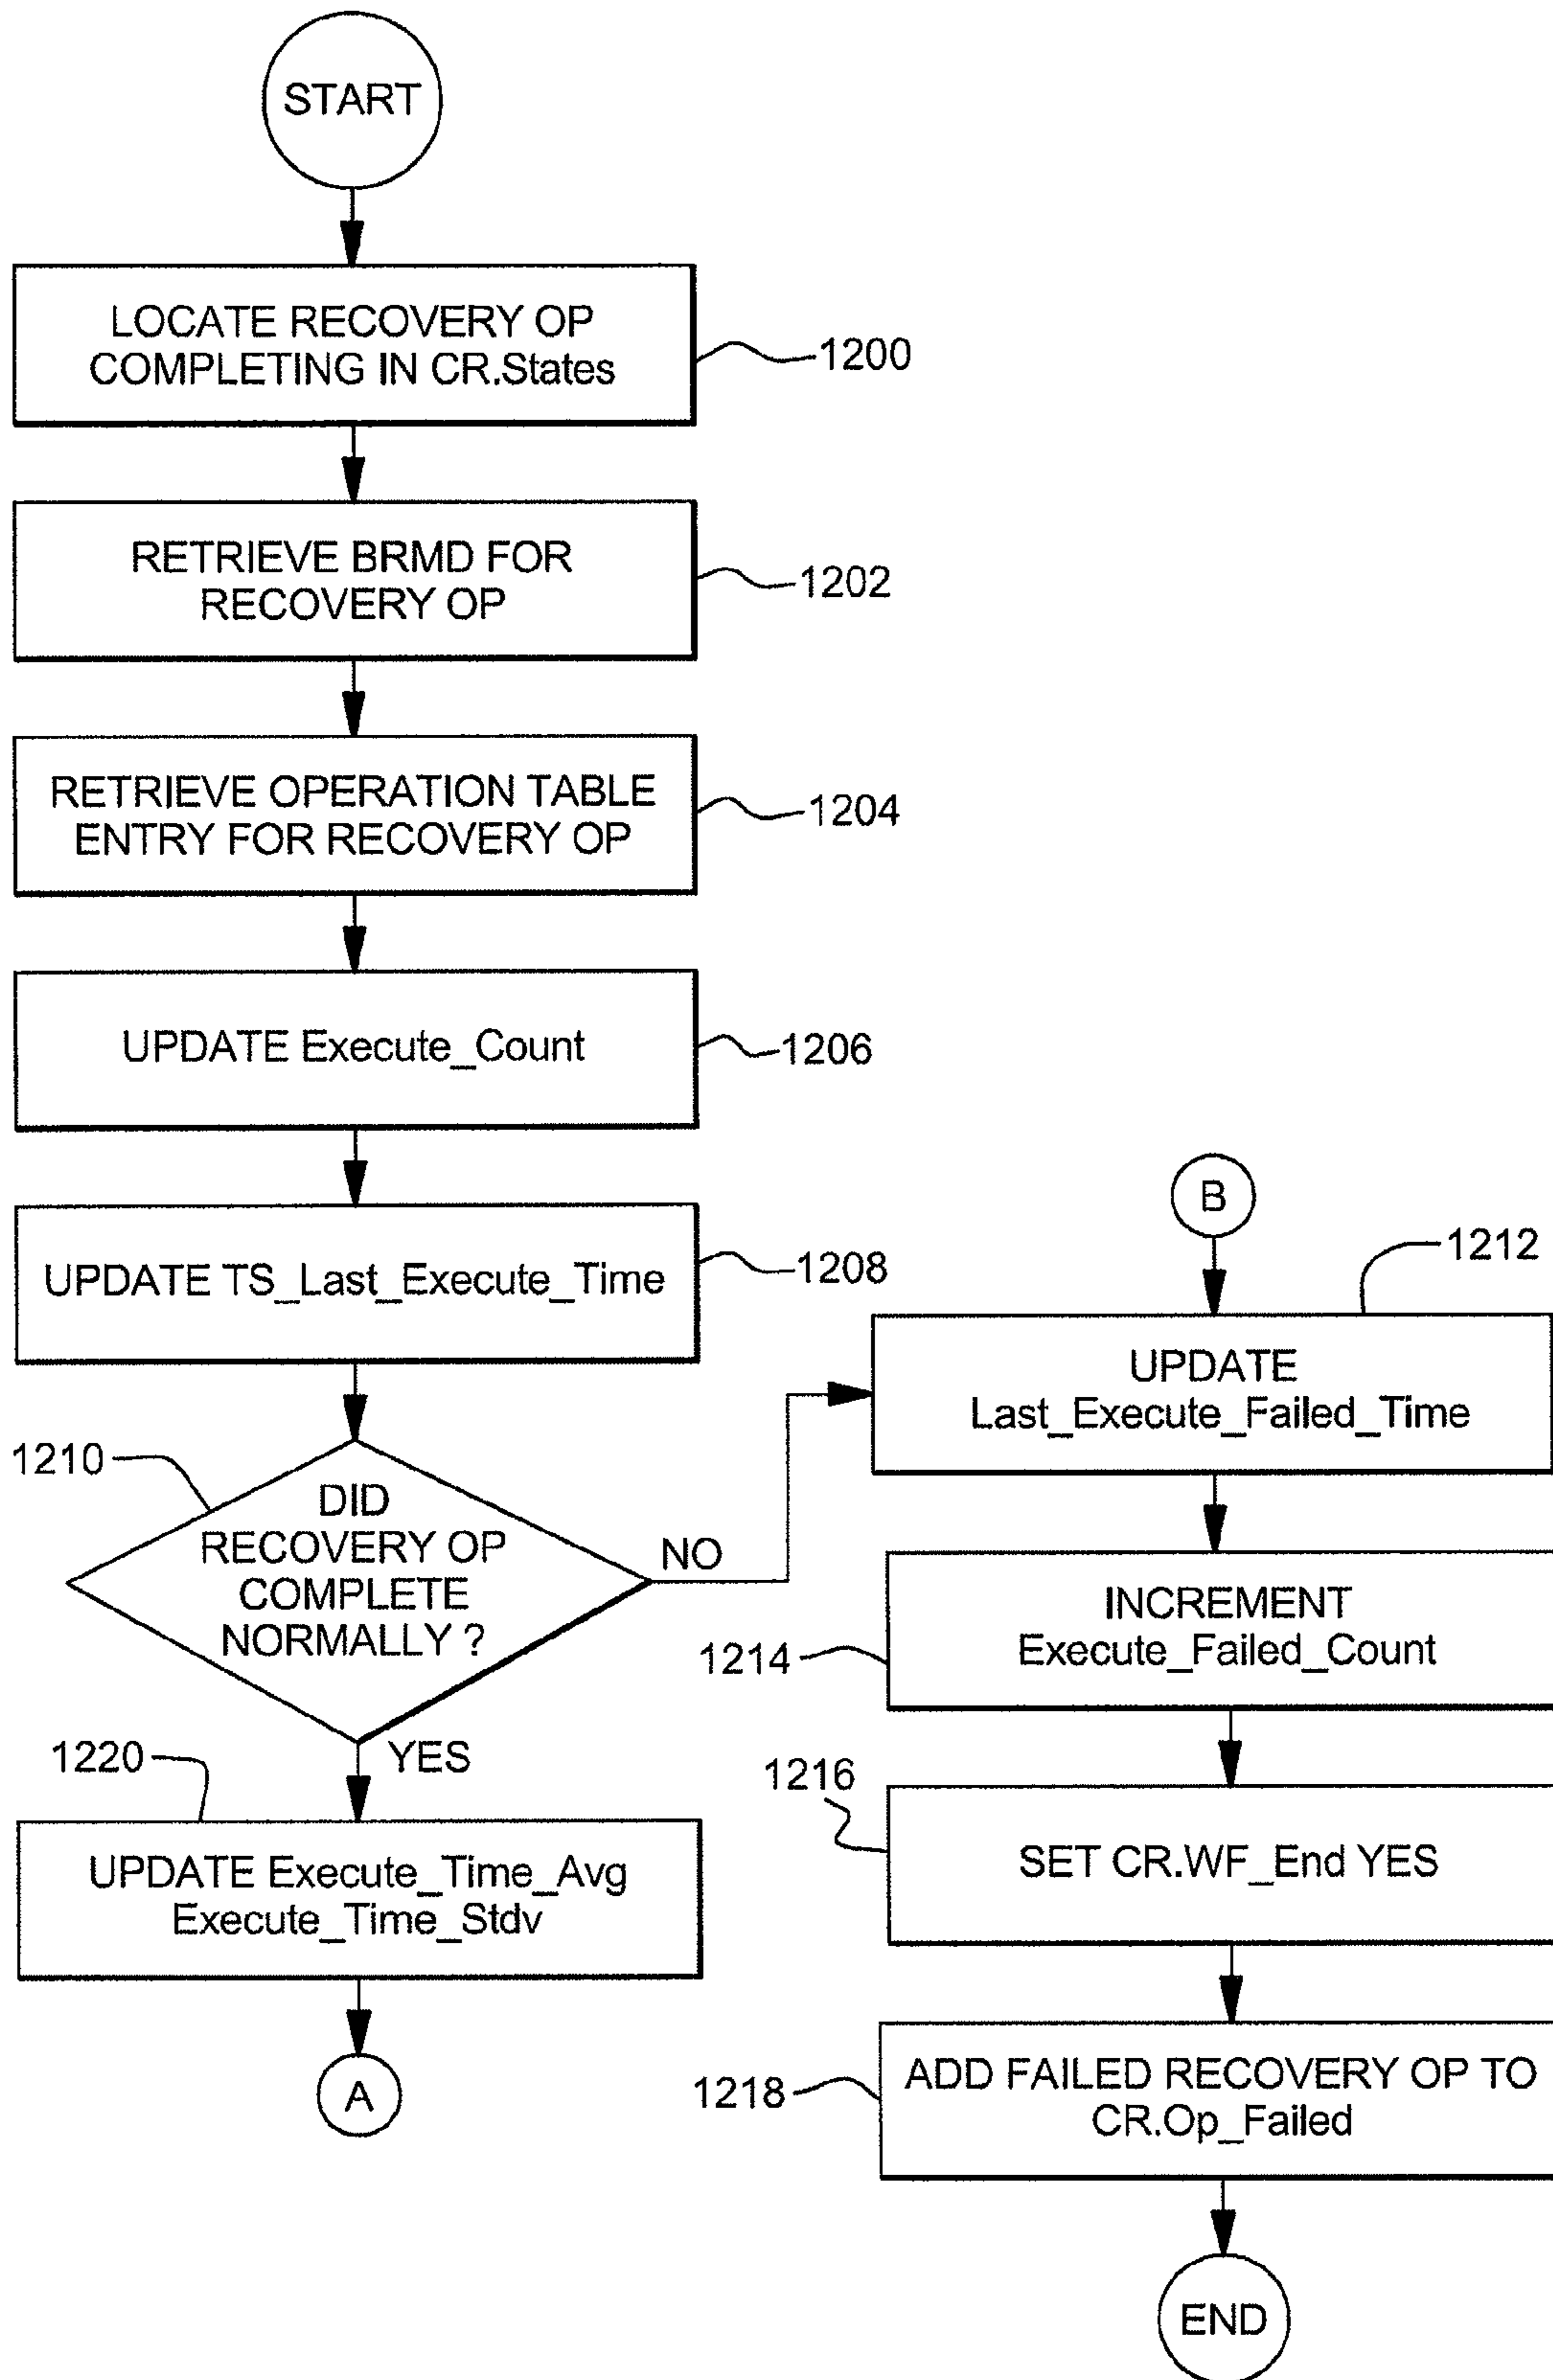 START
LOCATE RECOVERY OP
COMPLETING IN CR.States
1200
RETRIEVE BRMD FOR
RECOVERY OP
1202
RETRIEVE OPERATION TABLE
ENTRY FOR RECOVERY OP
1204
UPDATE Execute_Count
1206
UPDATE TS_Last_Execute_Time
1208
1210
DID
RECOVERY OP
COMPLETE
NORMALLY ?
NO
YES
1220
UPDATE Execute_Time_Avg
Execute_Time_Stdv
A
B
1212
UPDATE
Last_Execute_Failed_Time
INCREMENT
Execute_Failed_Count
1214
1216
SET CR.WF_End YES
ADD FAILED RECOVERY OP TO
CR.Op_Failed
1218
END